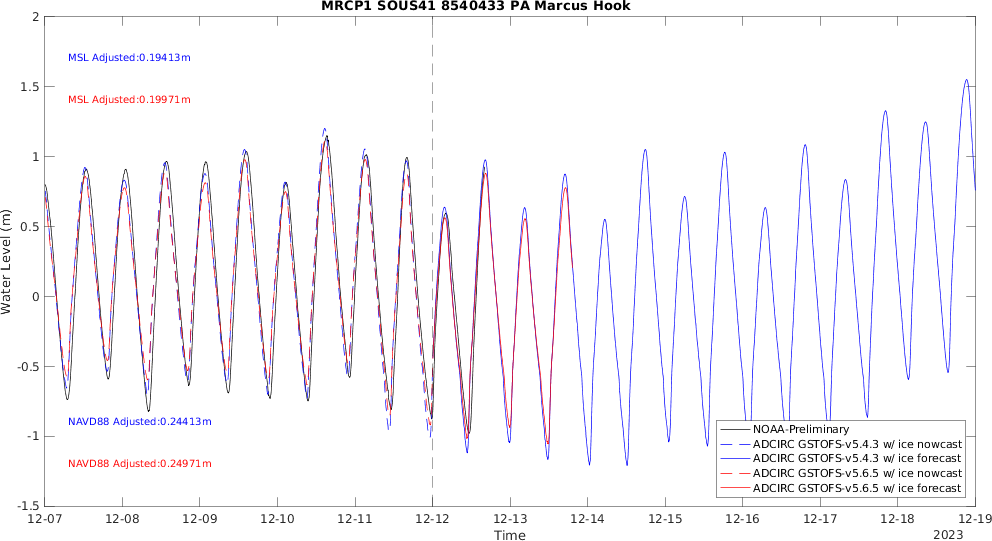 MRCP1 SOUS41 8540433 PA Marcus Hook
2
1.5
1
0.5
0
-0.5
-1
-1.5
Water Level (m)
MSL Adjusted:0.19413m
MSL Adjusted:0.19971m
NAVD88 Adjusted:0.24413m
NAVD88 Adjusted:0.24971m
NOAA-Preliminary
ADCIRC GSTOFS-v5.4.3 w/ ice nowcast
ADCIRC GSTOFS-v5.4.3 w/ ice forecast
ADCIRC GSTOFS-v5.6.5 w/ ice nowcast
ADCIRC GSTOFS-v5.6.5 w/ ice forecast
12-07 12-08 12-09 12-10 12-11 12-12 12-13 12-14 12-15 12-16 12-17 12-18 12-19
Time
2023